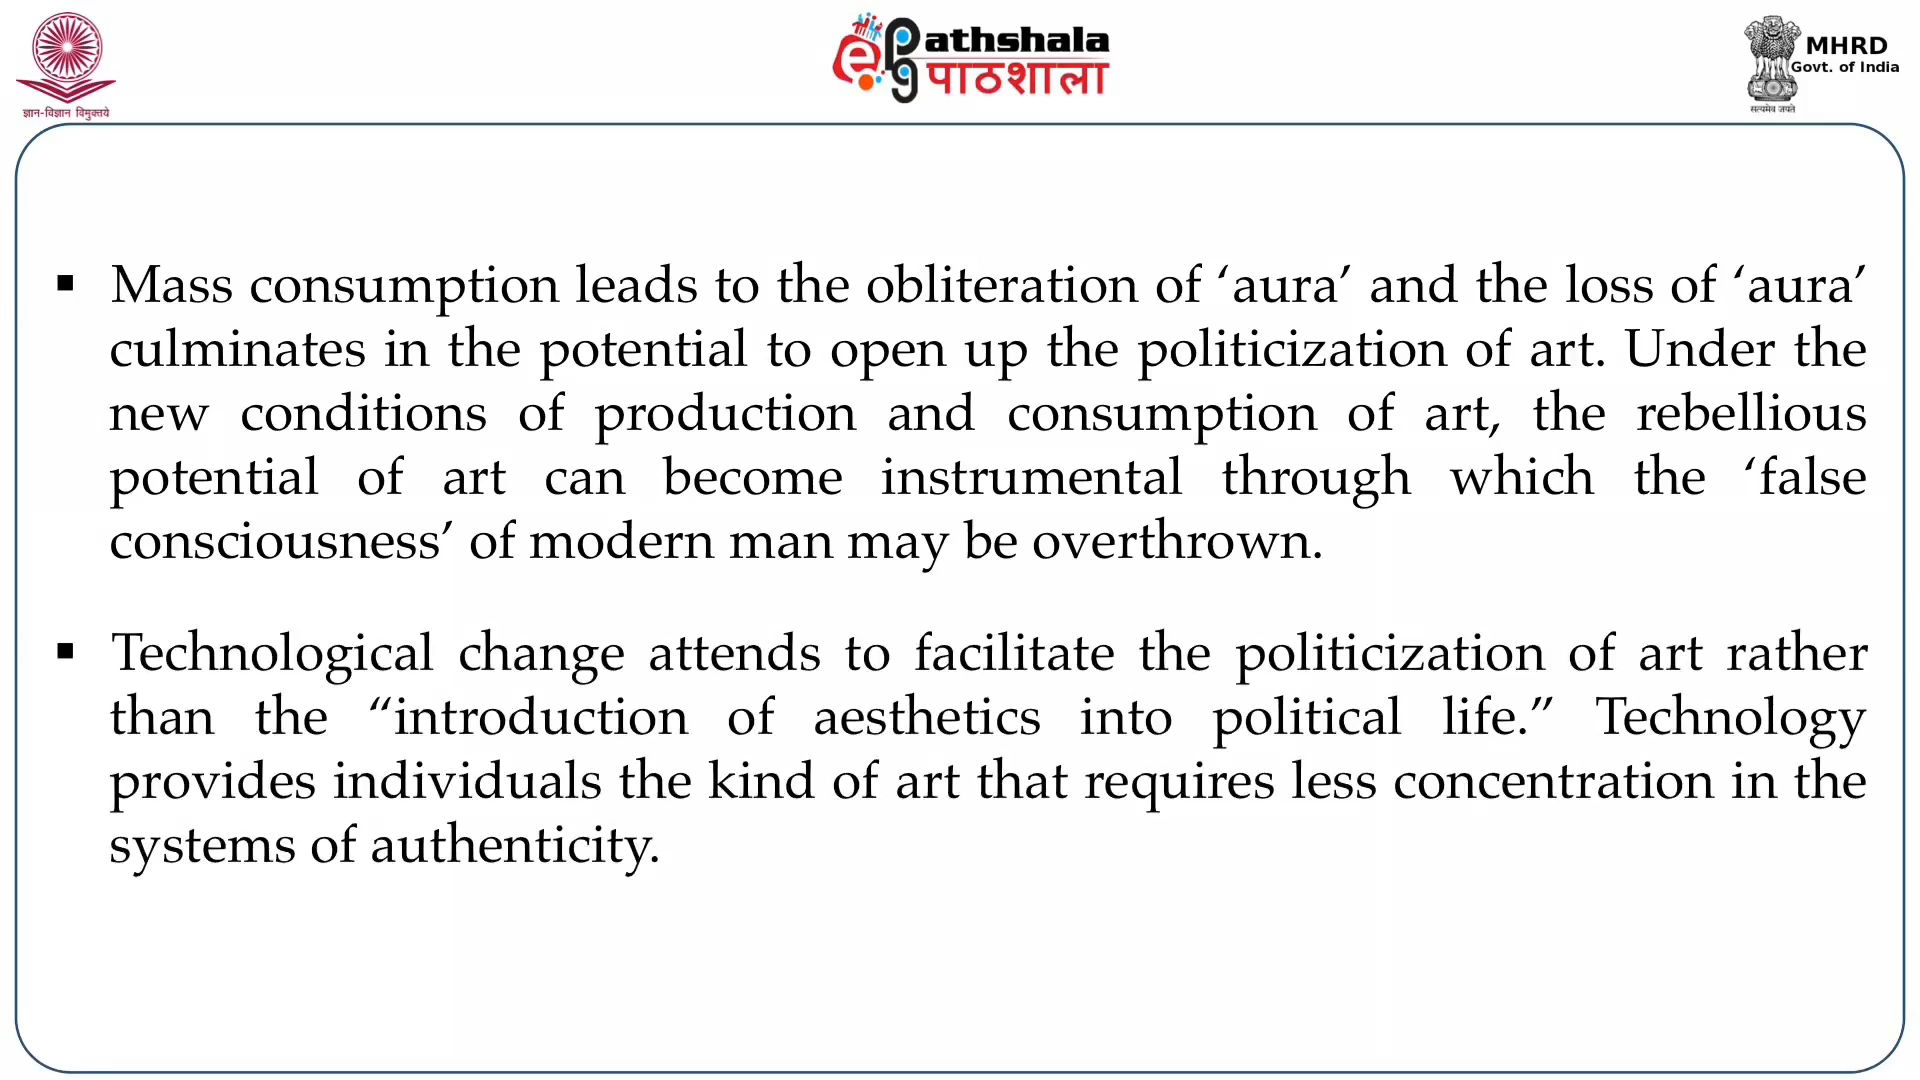 ज्ञान-विज्ञान विमुक्तये
e pg athshala
पाठशाला
MHRD
Govt. of India
सत्यमेव जयते
▪ Mass consumption leads to the obliteration of ‘aura’ and the loss of ‘aura’
culminates in the potential to open up the politicization of art. Under the
new conditions of production and consumption of art, the rebellious
potential of art can become instrumental through which the ‘false
consciousness’ of modern man may be overthrown.
▪ Technological change attends to facilitate the politicization of art rather
than the “introduction of aesthetics into political life.” Technology
provides individuals the kind of art that requires less concentration in the
systems of authenticity.